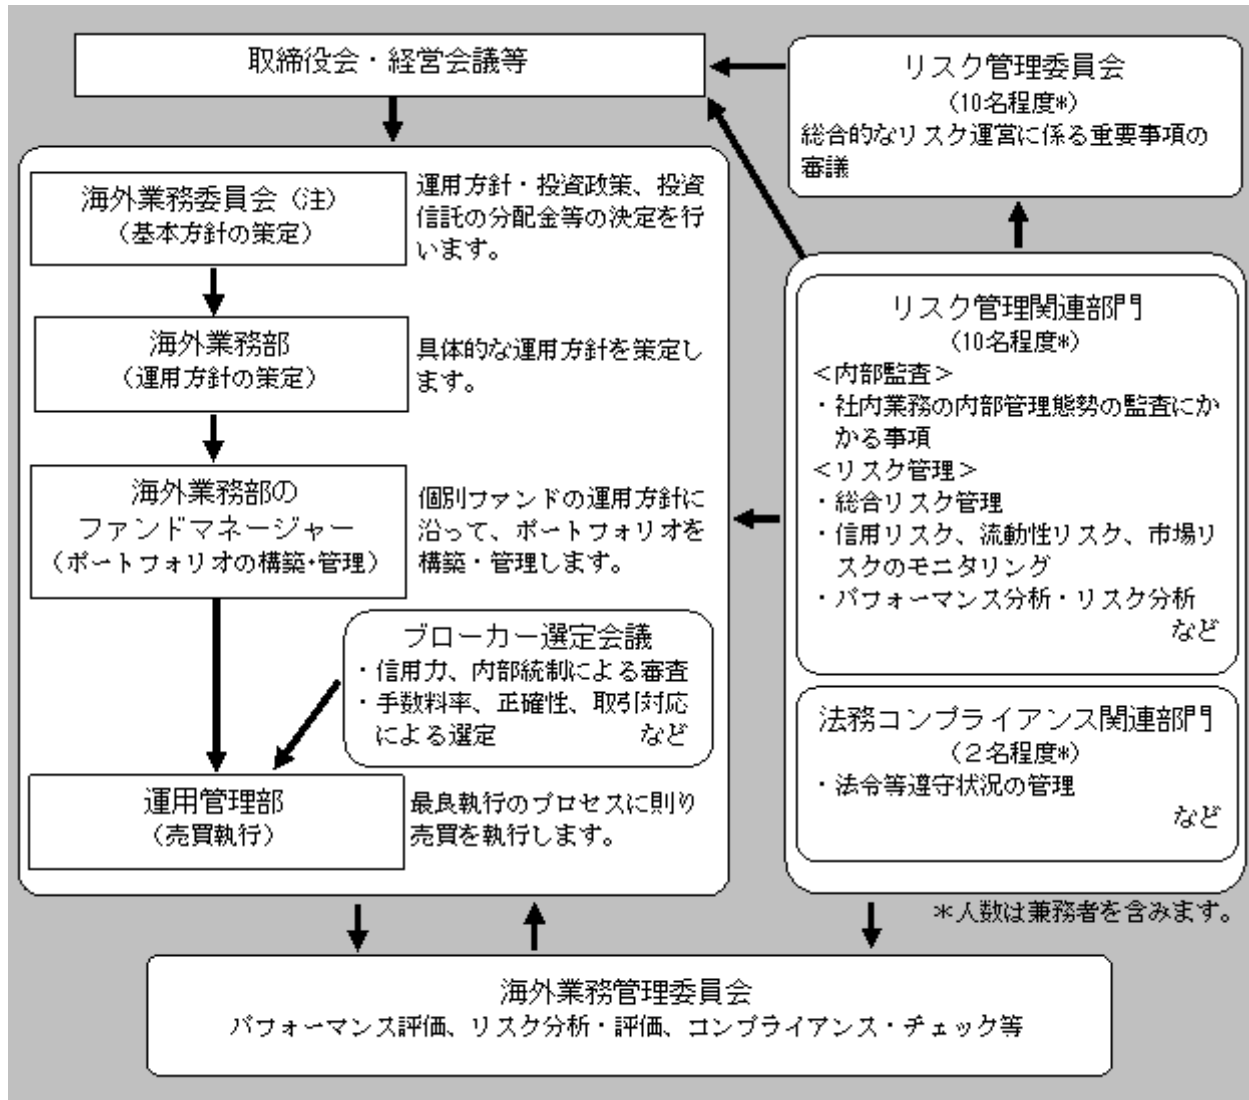 取締役会・経営会議等
リスク管理委員会
(10名程度*)
総合的なリスク運営に係る重要事項の
審議
海外業務委員会（注）
（基本方針の策定）
運用方針・投資政策、投資
信託の分配金等の決定を行
います。
海外業務部
（運用方針の策定）
具体的な運用方針を策定し
ます。
海外業務部の
ファンドマネージャー
（ポートフォリオの構築・管理）
個別ファンドの運用方針に
沿って、ポートフォリオを
構築・管理します。
ブローカー選定会議
・信用力、内部統制による審査
・手数料率、正確性、取引対応
による選定　　　など
運用管理部
（売買執行）
最良執行のプロセスに則り
売買を執行します。
リスク管理関連部門
(10名程度*)
＜内部監査＞
・社内業務の内部管理態勢の監査にか
かる事項
＜リスク管理＞
・総合リスク管理
・信用リスク、流動性リスク、市場リ
スクのモニタリング
・パフォーマンス分析・リスク分析
など
法務コンプライアンス関連部門
(２名程度*)
・法令等遵守状況の管理
など
*人数は兼務者を含みます。
海外業務管理委員会
パフォーマンス評価、リスク分析・評価、コンプライアンス・チェック等